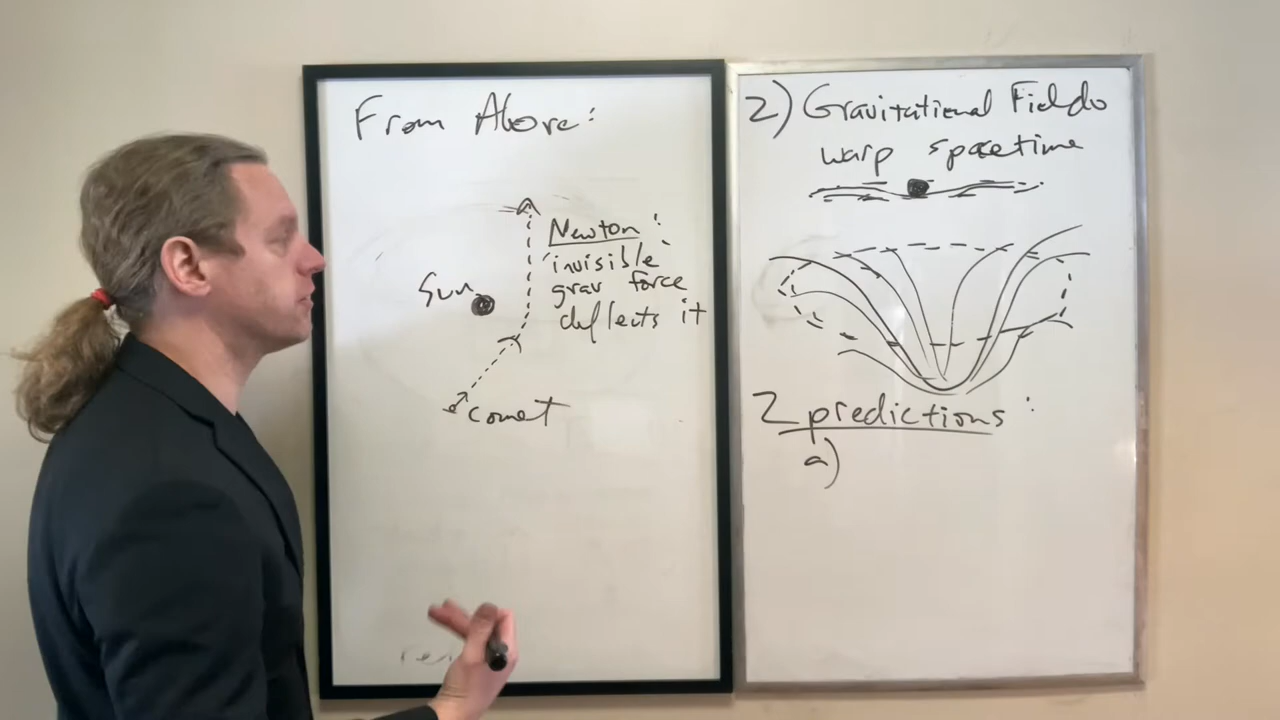 From Above:
Newton:
invisible
grav force
deflects it
Sun
comet
2) Gravitational Fields
warp spacetime
2 predictions:
a)